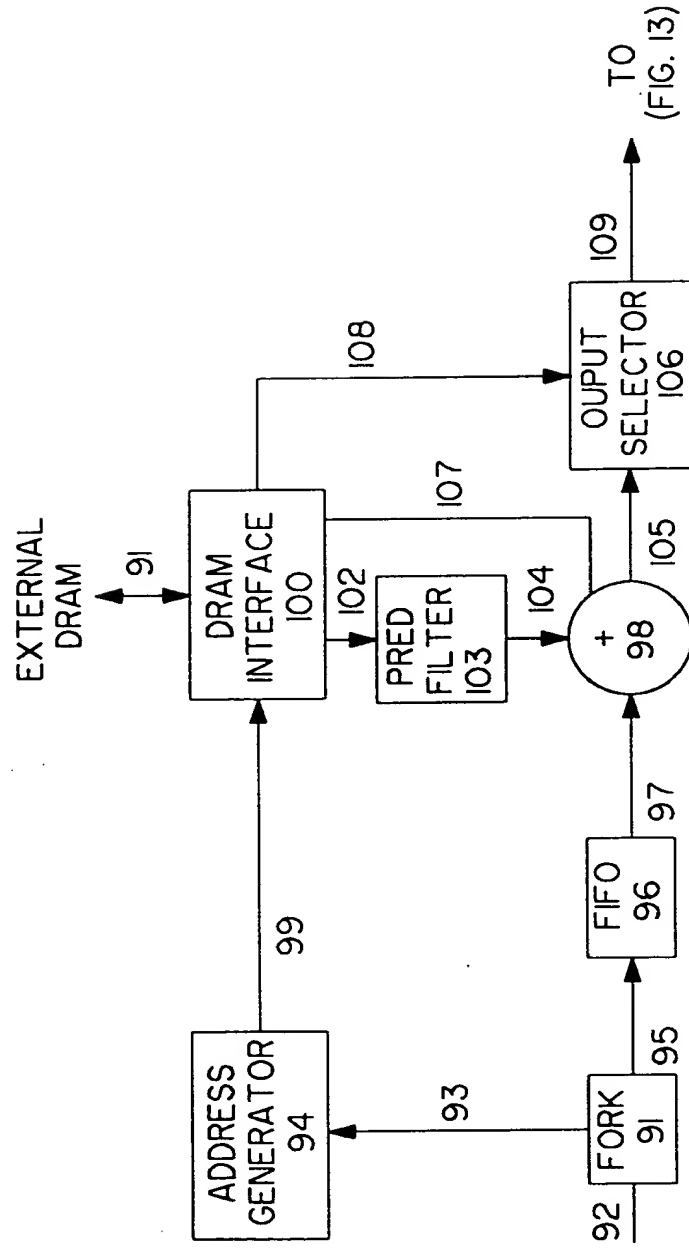 EXTERNAL
DRAM
91
ADDRESS
GENERATOR
94
99
DRAM
INTERFACE
100
108
102
107
PRED
FILTER
103
104
93
92
FORK
91
95
FIFO
96
97
+
98
105
OUPUT
SELECTOR
106
109
TO
(FIG. 13)